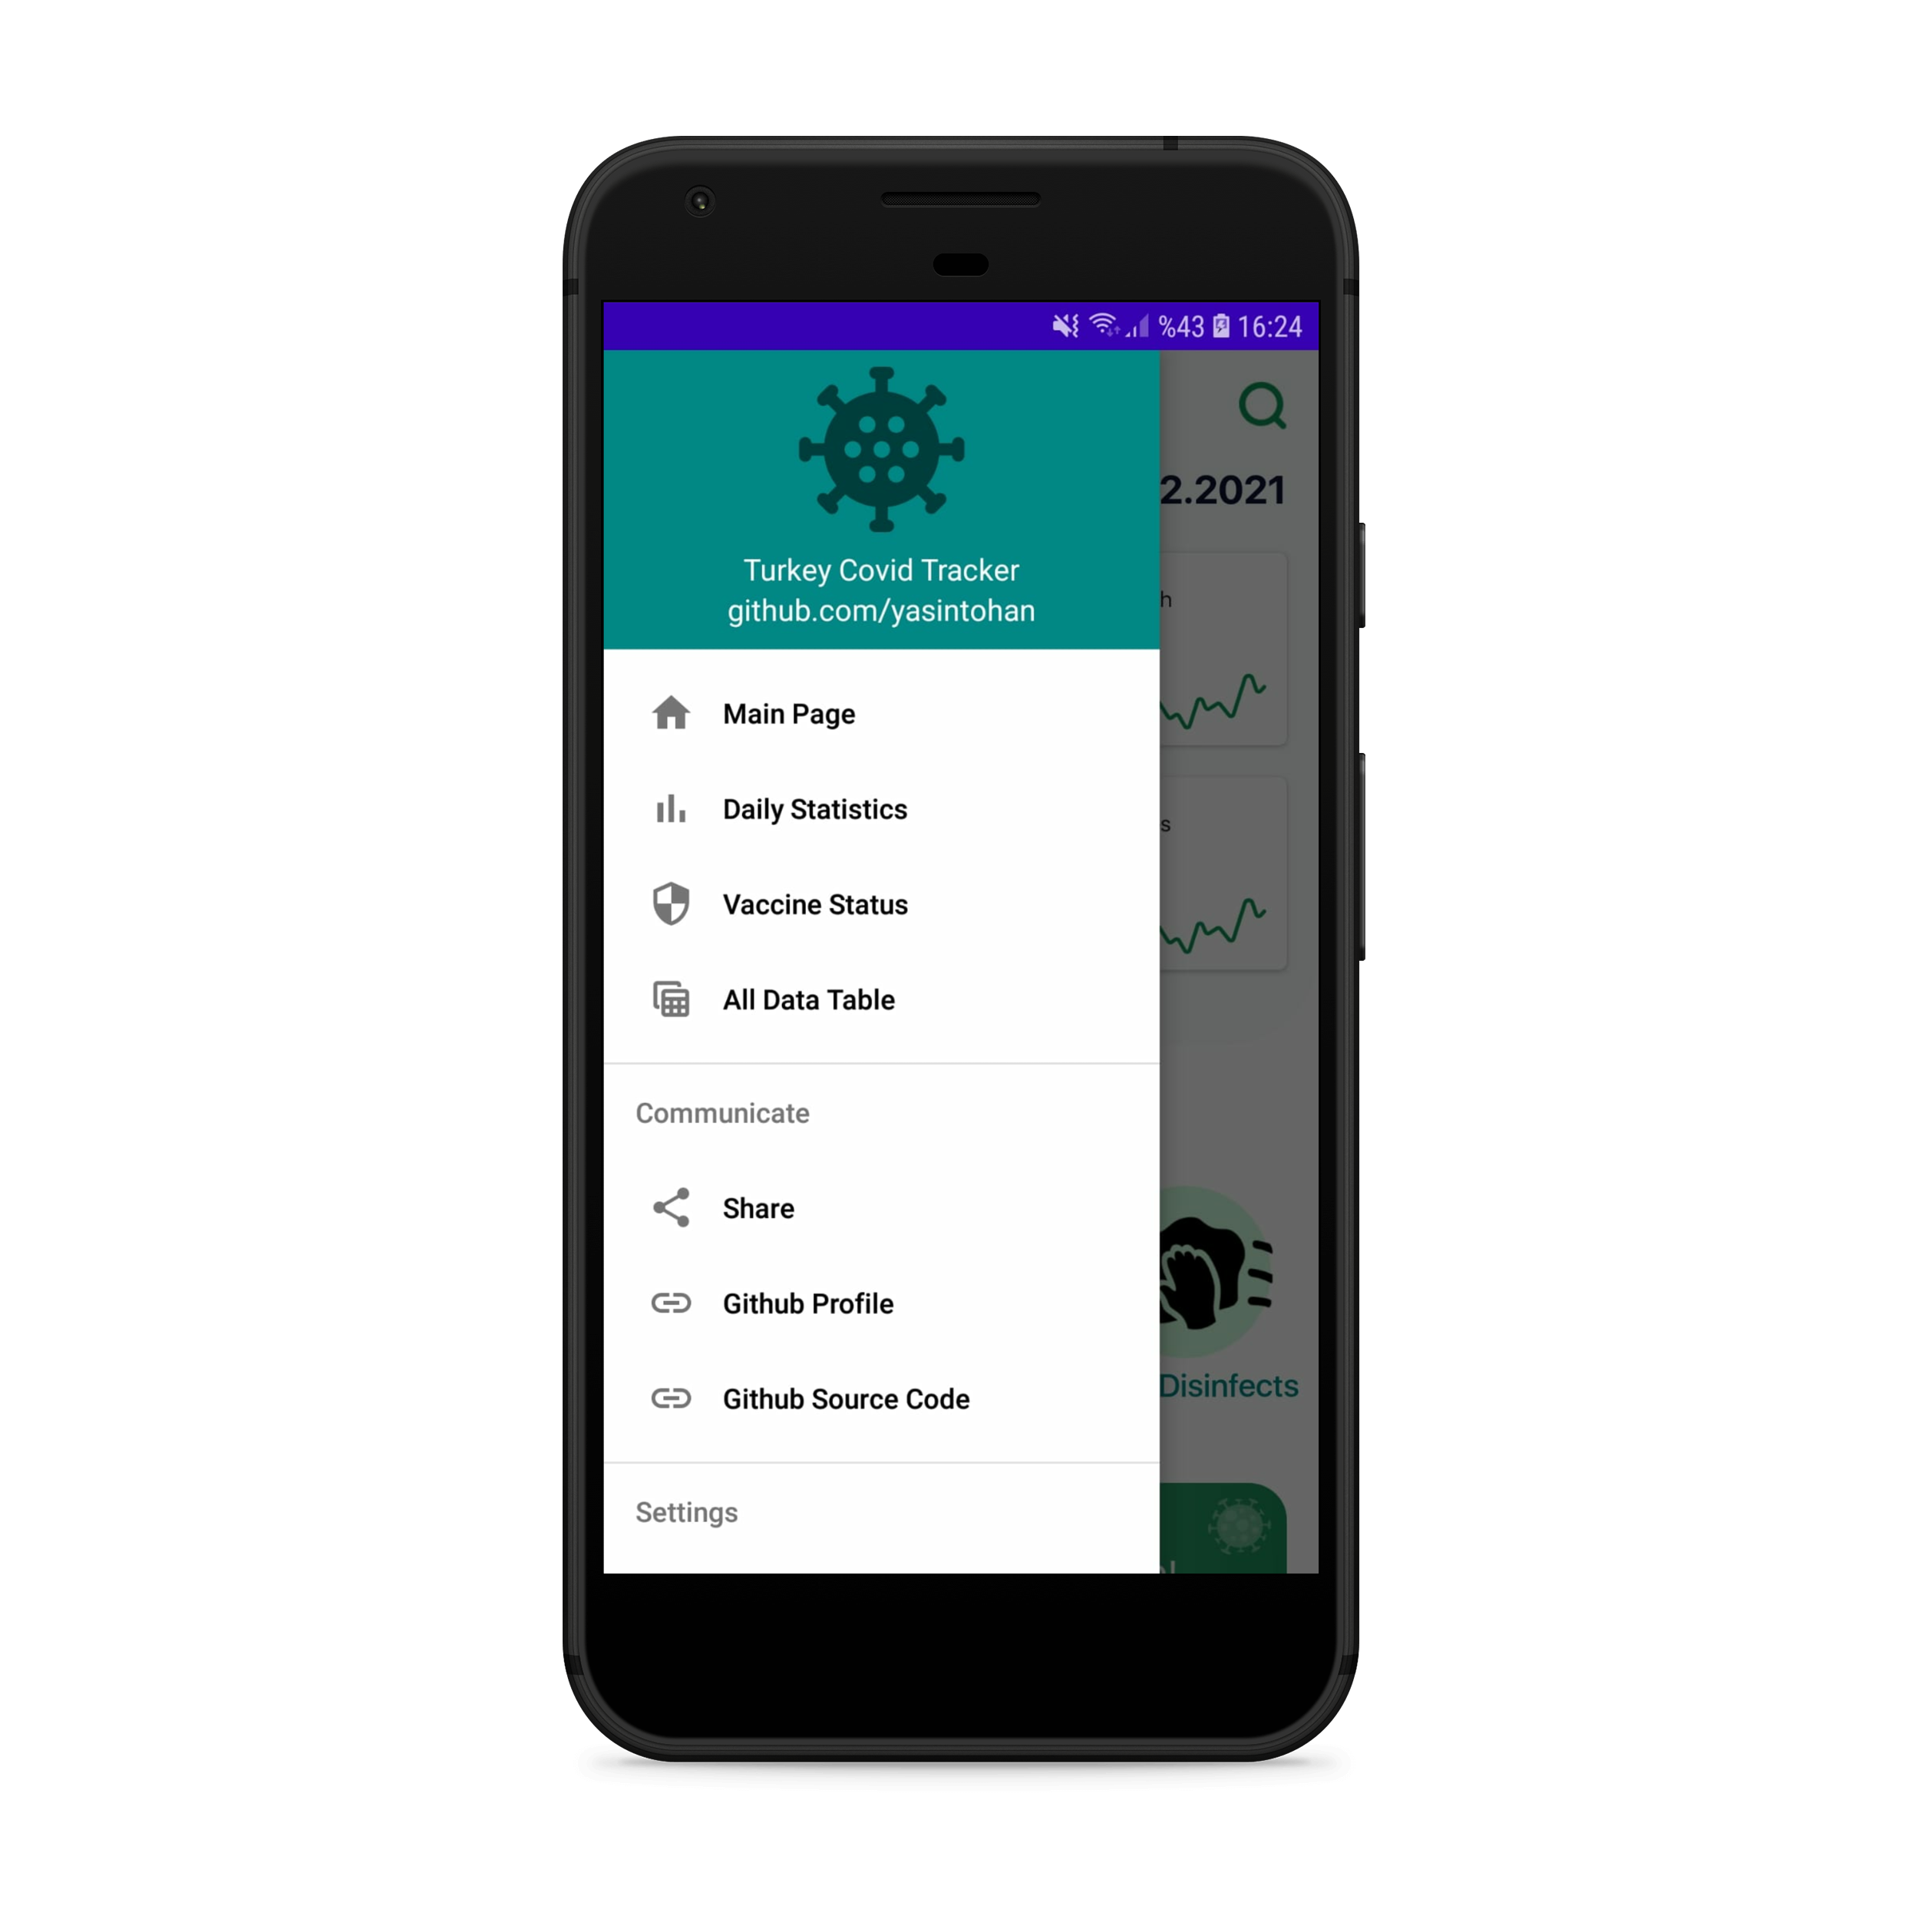 %43 16:24
2.2021
Turkey Covid Tracker
github.com/yasintohan
h
Main Page
Daily Statistics
s
Vaccine Status
All Data Table
Communicate
Share
Github Profile
Disinfects
Github Source Code
Settings